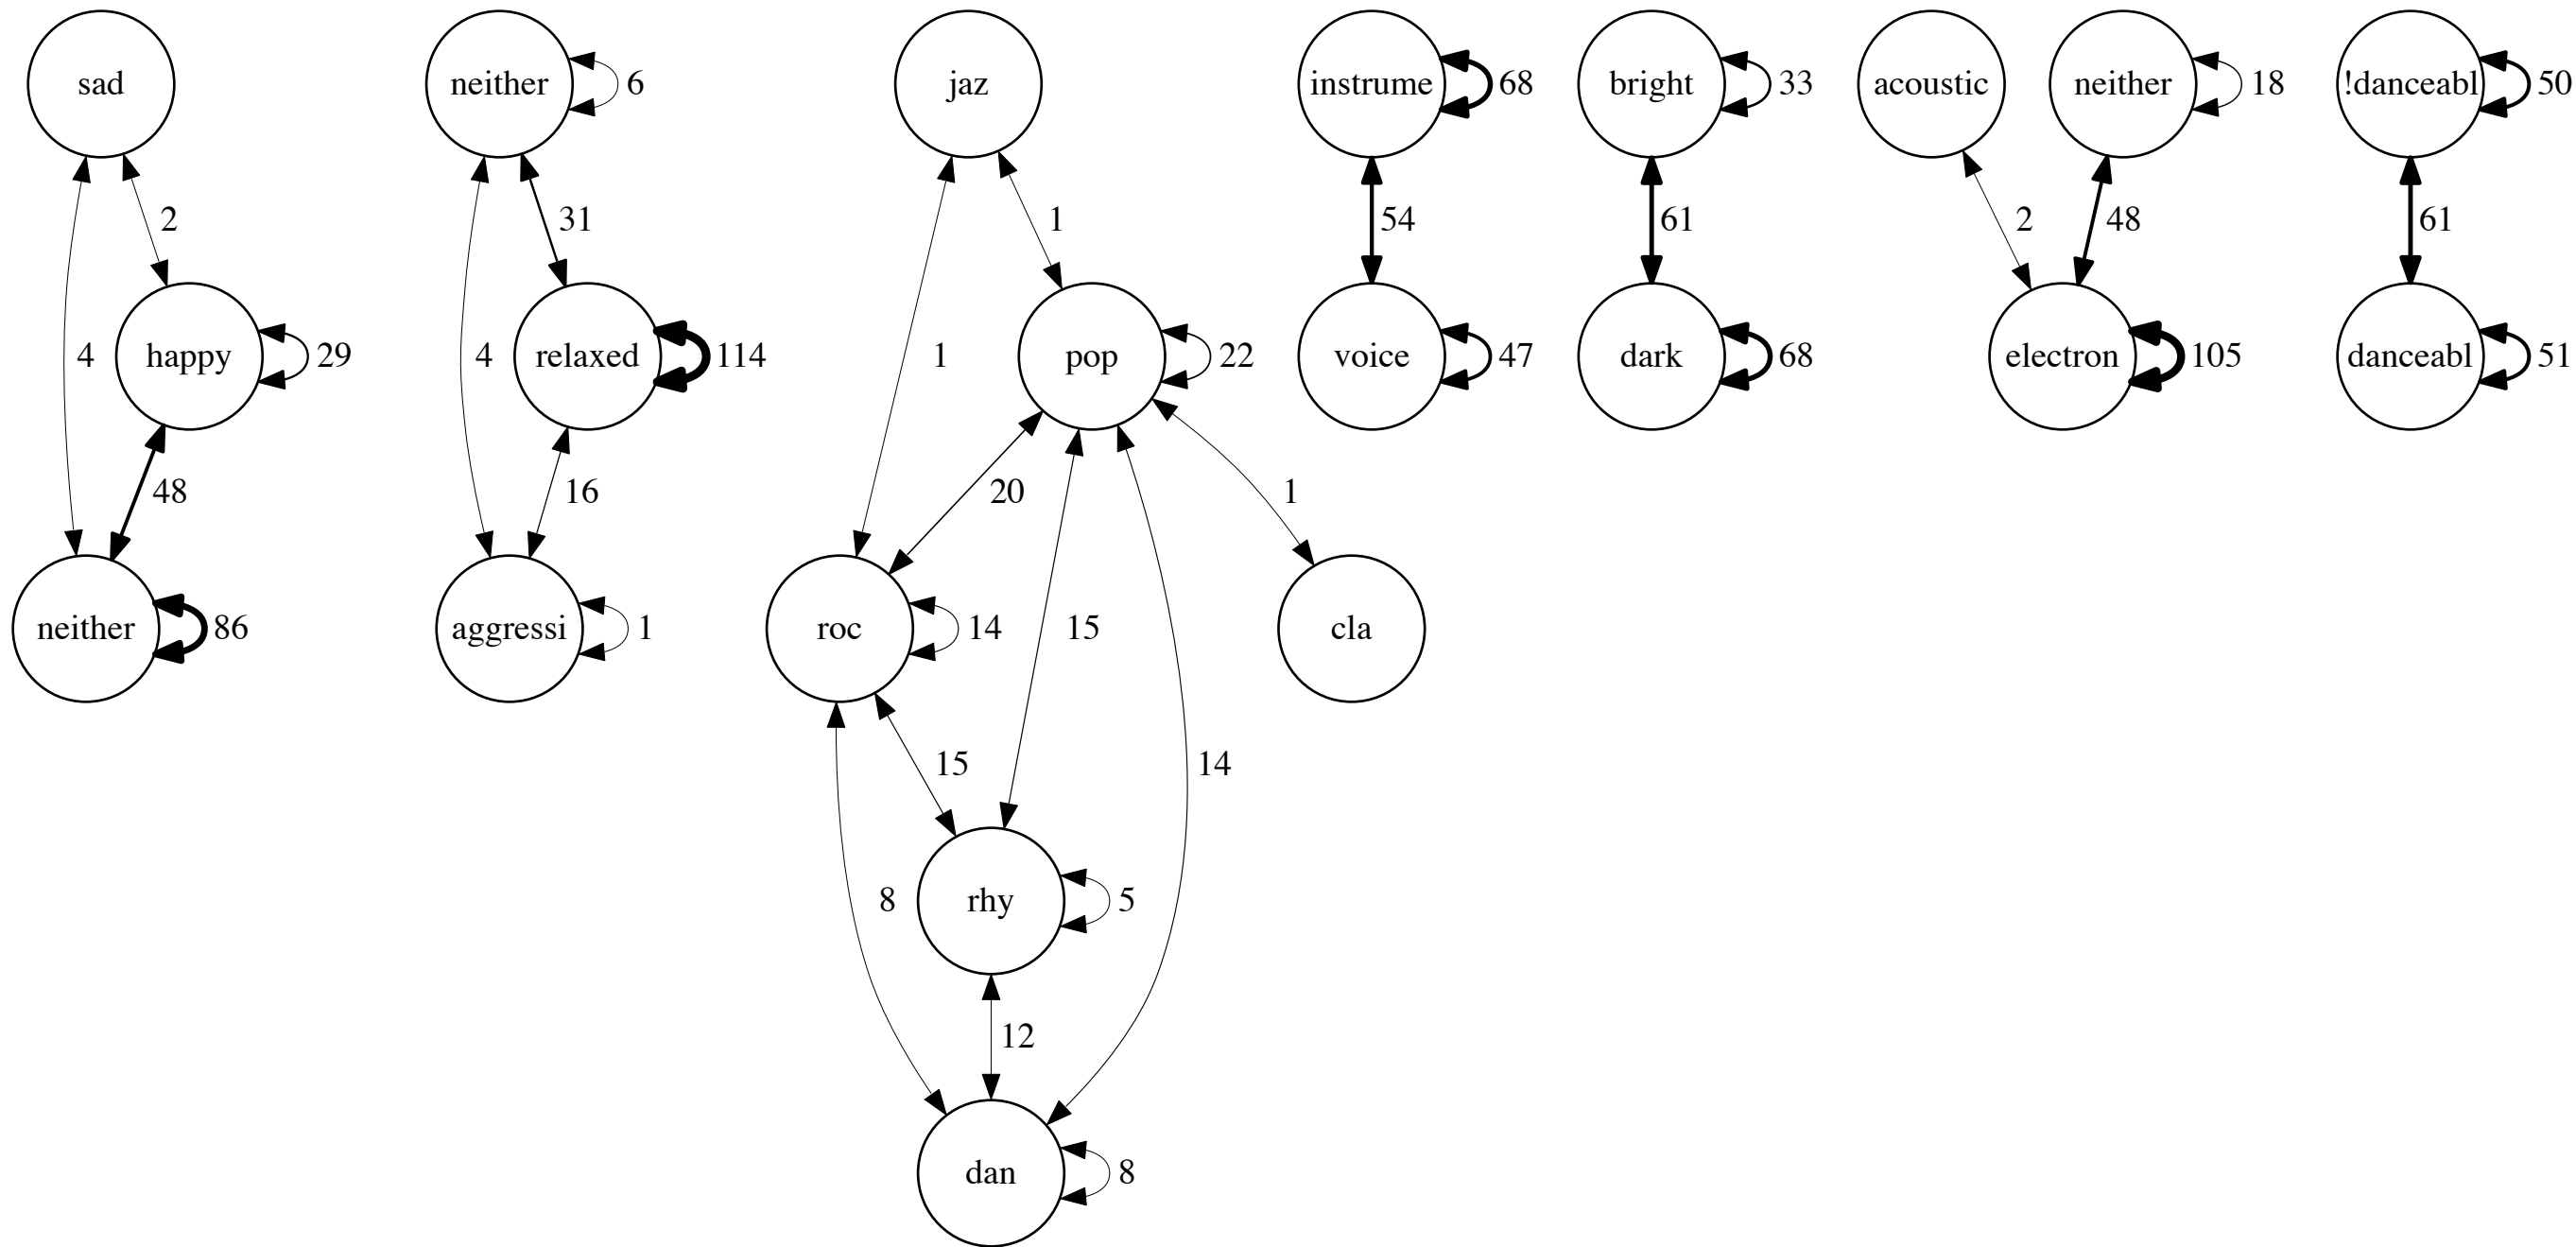 sad
neither
6
jaz
instrume
68
bright
33
acoustic
neither
18
!danceabl
50
2
31
1
54
61
2
48
61
4
happy
29
4
relaxed
114
1
pop
22
voice
47
dark
68
electron
105
danceabl
51
48
16
20
1
neither
86
aggressi
1
roc
14
15
cla
15
14
8
rhy
5
12
dan
8